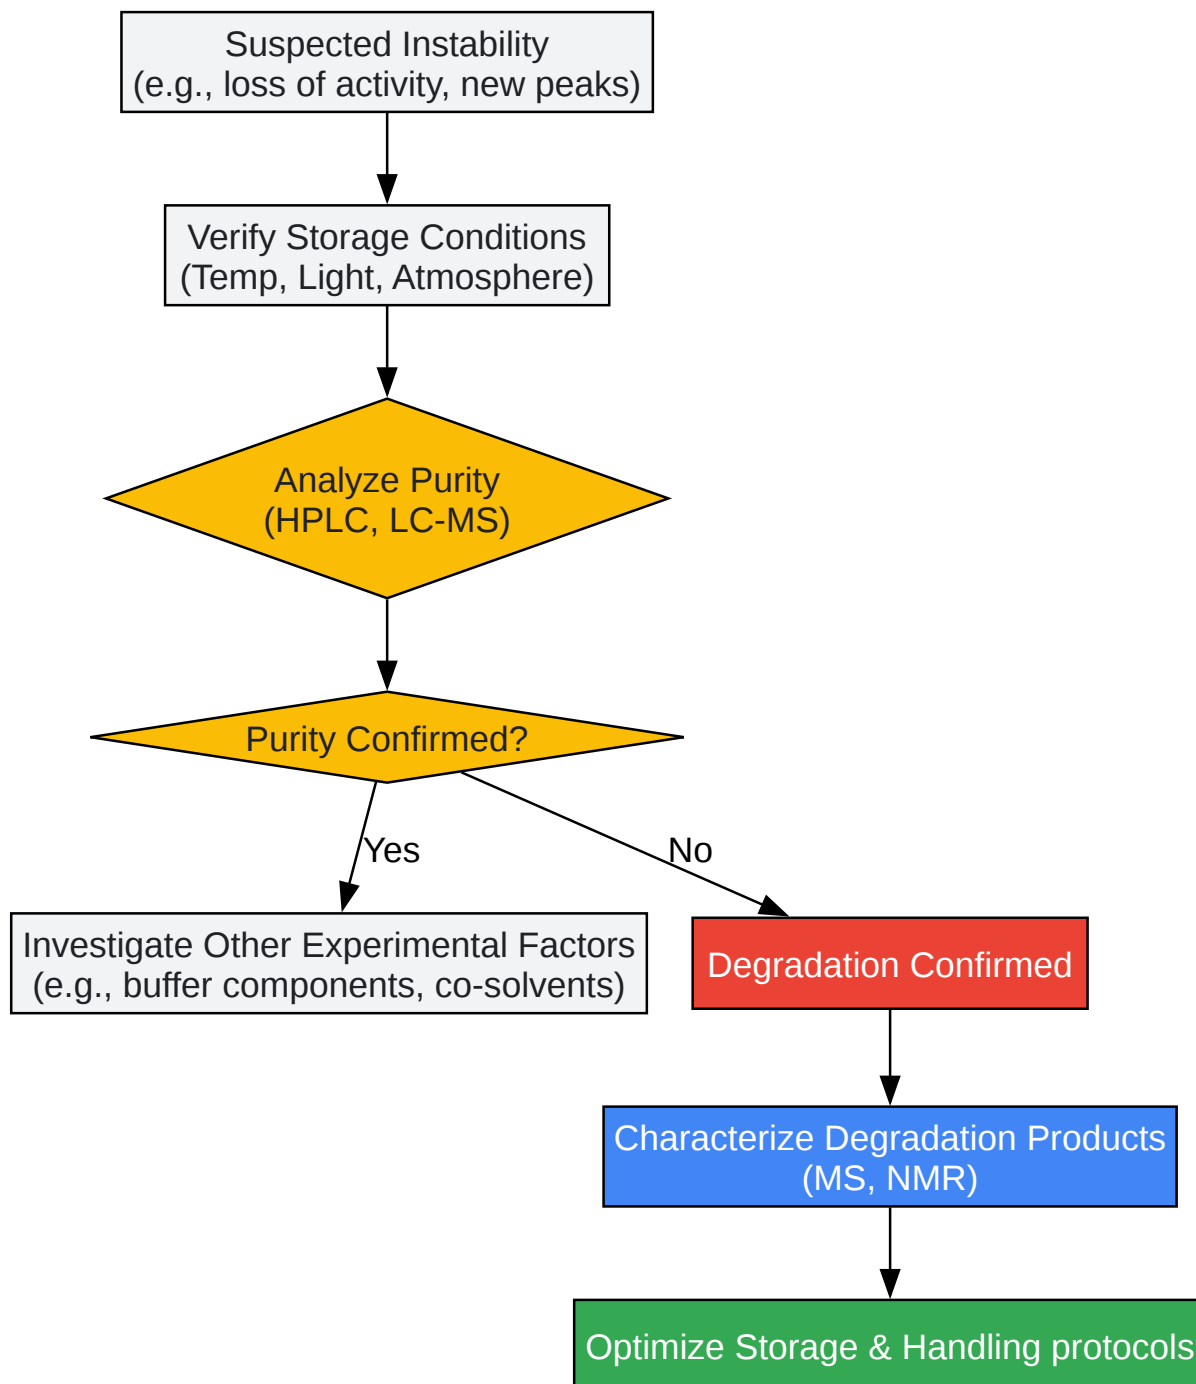 Suspected Instability
(e.g., loss of activity, new peaks)
Verify Storage Conditions
(Temp, Light, Atmosphere)
Analyze Purity
(HPLC, LC-MS)
Purity Confirmed?
Yes
No
Investigate Other Experimental Factors
(e.g., buffer components, co-solvents)
Degradation Confirmed
Characterize Degradation Products
(MS, NMR)
Optimize Storage & Handling protocols